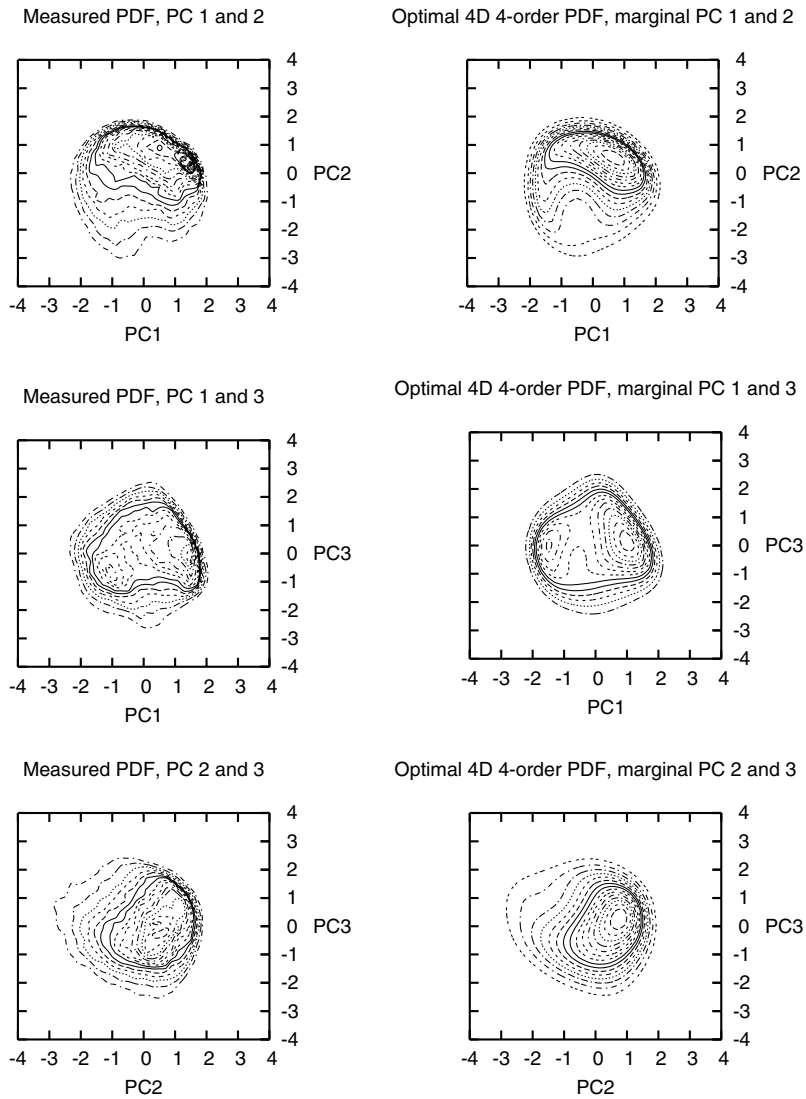 Measured PDF, PC 1 and 2
4
3
2
1
0
-1
-2
-3
-4
PC2
-4 -3 -2 -1 0 1 2 3 4
PC1
Optimal 4D 4-order PDF, marginal PC 1 and 2
4
3
2
1
0
-1
-2
-3
-4
PC2
-4 -3 -2 -1 0 1 2 3 4
PC1
Measured PDF, PC 1 and 3
4
3
2
1
0
-1
-2
-3
-4
PC3
-4 -3 -2 -1 0 1 2 3 4
PC1
Optimal 4D 4-order PDF, marginal PC 1 and 3
4
3
2
1
0
-1
-2
-3
-4
PC3
-4 -3 -2 -1 0 1 2 3 4
PC1
Measured PDF, PC 2 and 3
4
3
2
1
0
-1
-2
-3
-4
PC3
-4 -3 -2 -1 0 1 2 3 4
PC2
Optimal 4D 4-order PDF, marginal PC 2 and 3
4
3
2
1
0
-1
-2
-3
-4
PC3
-4 -3 -2 -1 0 1 2 3 4
PC2